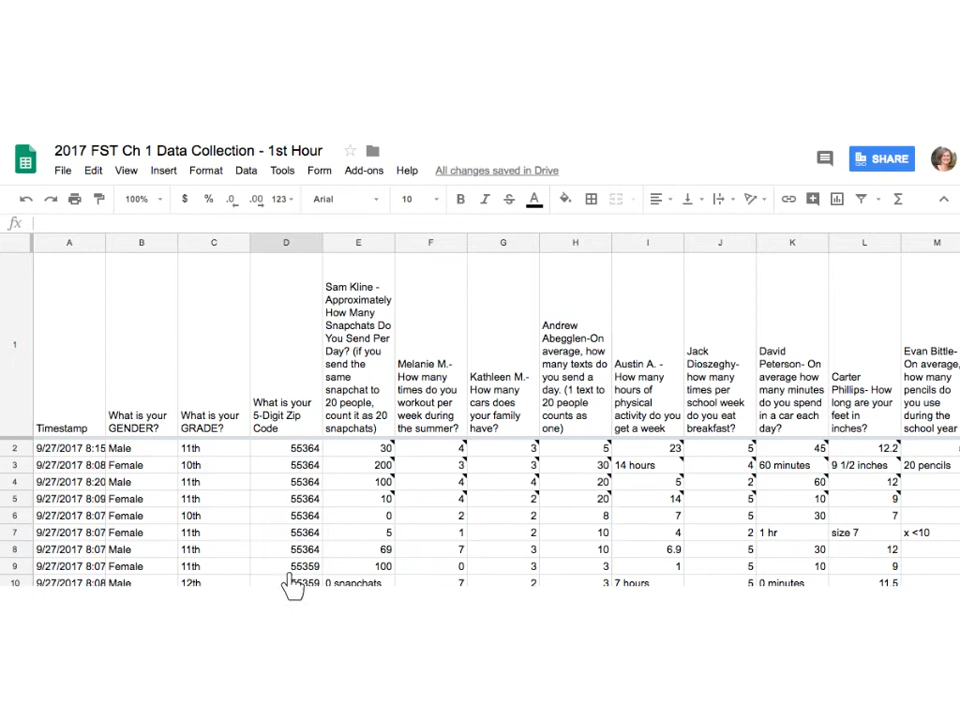 2017 FST Ch 1 Data Collection - 1st Hour
SHARE
File Edit View Insert Format Data Tools Form Add-ons Help All changes saved in Drive
100% $ % .0 .00 123 Arial 10 B I S A Σ
fx
A B C D E F G H I J K L M
1
Timestamp
What is your
GENDER?
What is your
GRADE?
What is your
5-Digit Zip
Code
Sam Kline -
Approximately
How Many
Snapchats Do
You Send Per
Day? (if you
send the
same
snapchat to
20 people,
count it as 20
snapchats)
Melanie M.-
How many
times do you
workout per
week during
the summer?
Kathleen M.-
How many
cars does
your family
have?
Andrew
Abegglen-On
average, how
many texts do
you send a
day. (1 text to
20 people
counts as
one)
Austin A. -
How many
hours of
physical
activity do you
get a week
Jack
Dioszeghy-
how many
times per
school week
do you eat
breakfast?
David
Peterson- On
average how
many minutes
do you spend
in a car each
day?
Carter
Phillips- How
long are your
feet in
inches?
Evan Bittle-
On average,
how many
pencils do
you use
during the
school year
2 9/27/2017 8:15 Male 11th 55364 30 4 3 5 23 5 45 12.2
3 9/27/2017 8:08 Female 10th 55364 200 3 3 30 14 hours 4 60 minutes 9 1/2 inches 20 pencils
4 9/27/2017 8:20 Male 11th 55364 100 4 4 20 5 2 60 12
5 9/27/2017 8:09 Female 11th 55364 10 4 2 20 14 5 10 9
6 9/27/2017 8:07 Female 10th 55364 0 2 2 8 7 5 30 7
7 9/27/2017 8:07 Female 11th 55364 5 1 2 10 4 2 1 hr size 7 x <10
8 9/27/2017 8:07 Male 11th 55364 69 7 3 10 6.9 5 30 12
9 9/27/2017 8:07 Female 11th 55359 100 0 3 3 1 5 10 9
10 9/27/2017 8:08 Male 12th 55359 0 snapchats 7 2 3 7 hours 5 0 minutes 11.5